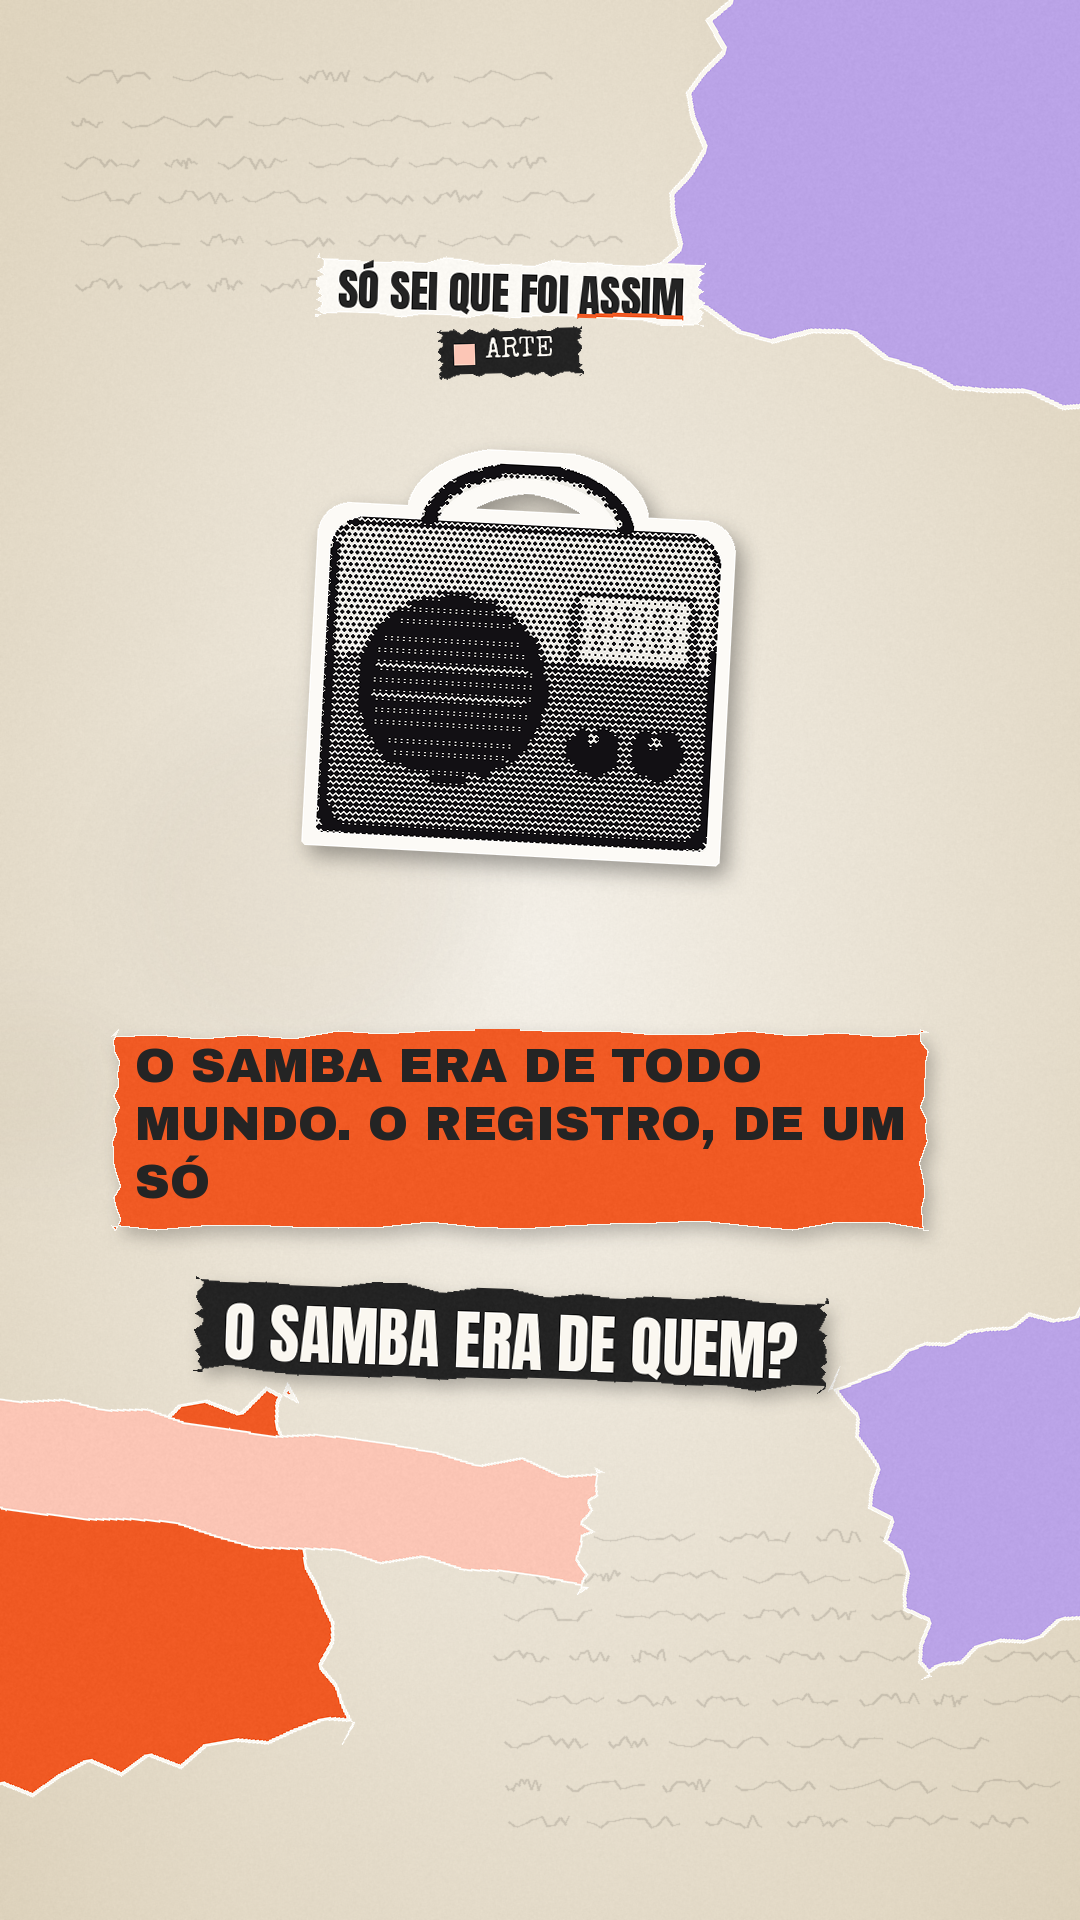 SÓ SEI QUE FOI ASSIM
ARTE
O SAMBA ERA DE TODO
MUNDO. O REGISTRO, DE UM
SÓ
O SAMBA ERA DE QUEM?